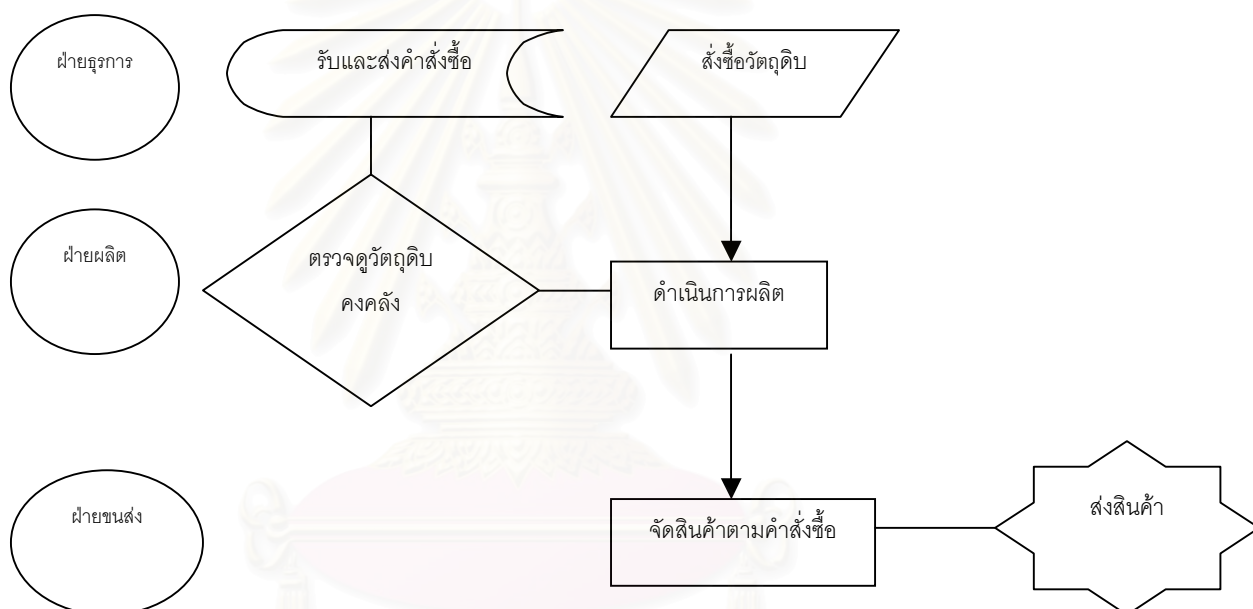 ฝ่ายธุรการ
รับและส่งคำสั่งซื้อ
สั่งซื้อวัตถุดิบ
ฝ่ายผลิต
ตรวจดูวัตถุดิบ
คงคลัง
ดำเนินการผลิต
ฝ่ายขนส่ง
จัดสินค้าตามคำสั่งซื้อ
ส่งสินค้า